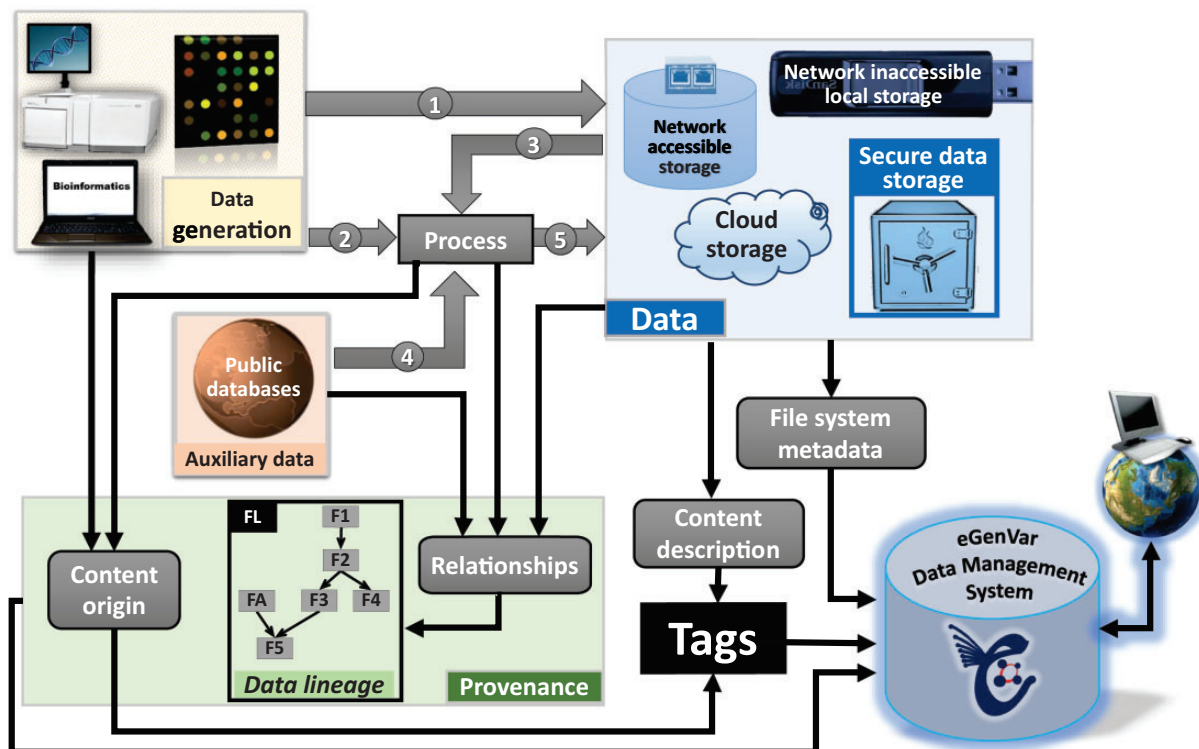 Bioinformatics
Data
generation
1
2
3
4
5
Process
Network
accessible
storage
SanDisk
Network inaccessible
local storage
Cloud
storage
Secure data
storage
Data
Public
databases
Auxiliary data
File system
metadata
Content
description
Content
origin
FL
F1
F2
FA
F3
F4
F5
Data lineage
Relationships
Provenance
Tags
eGenVar
Data Management
System